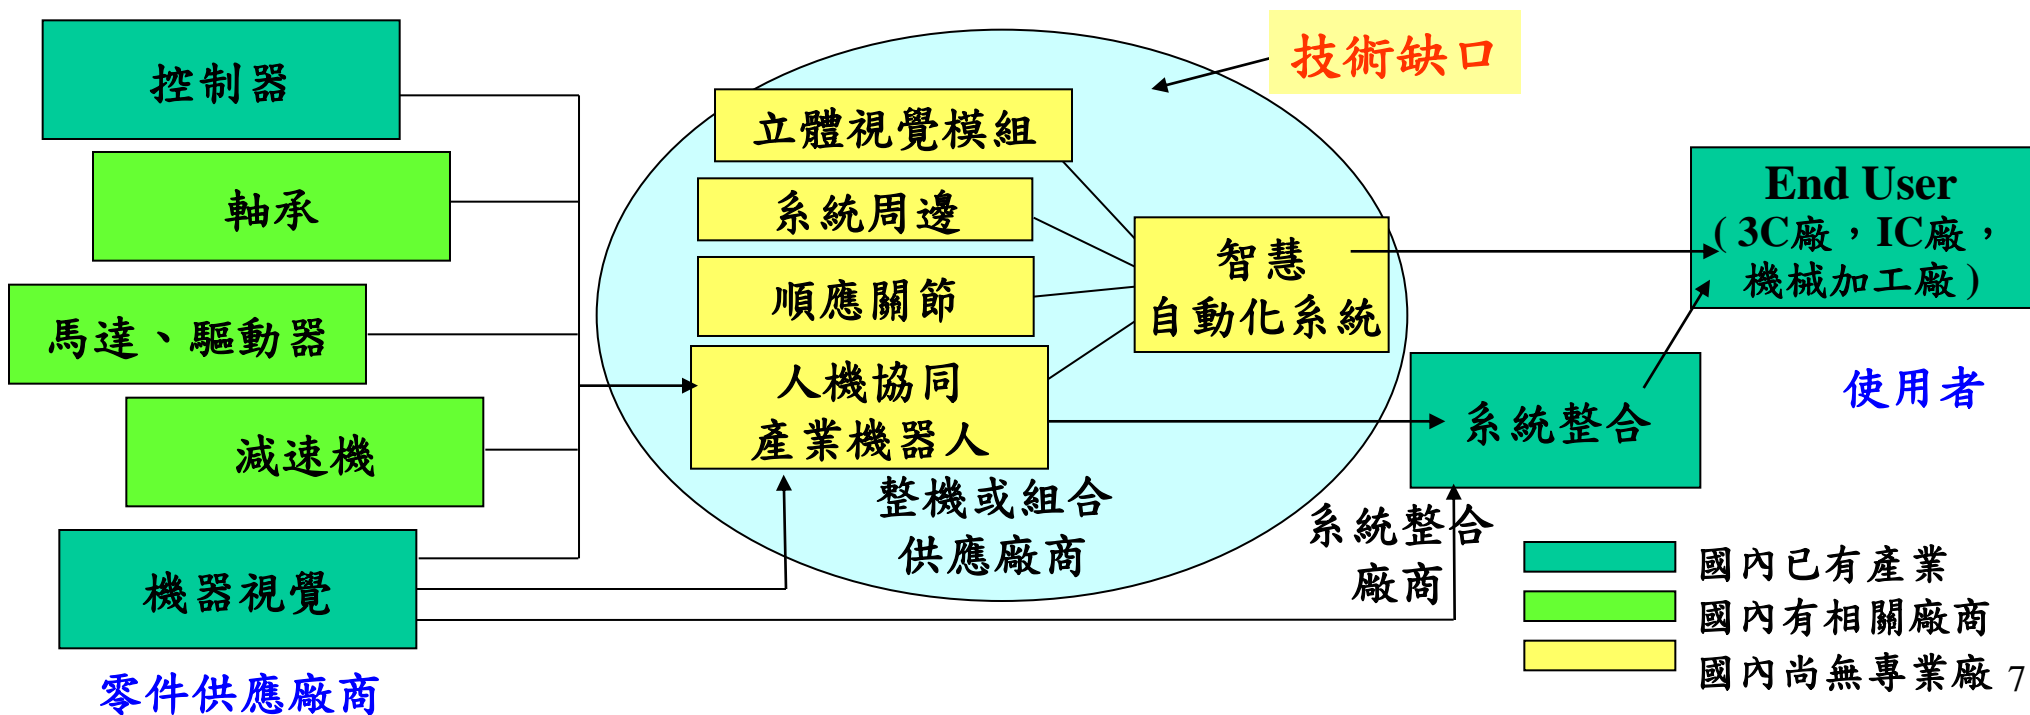 控制器
軸承
馬達、驅動器
減速機
機器視覺
零件供應廠商
技術缺口
立體視覺模組
系統周邊
順應關節
人機協同
產業機器人
整機或組合
供應廠商
智慧
自動化系統
系統整合
系統整合
廠商
End User
( 3C廠，IC廠，
機械加工廠 )
使用者
國內已有產業
國內有相關廠商
國內尚無專業廠
7